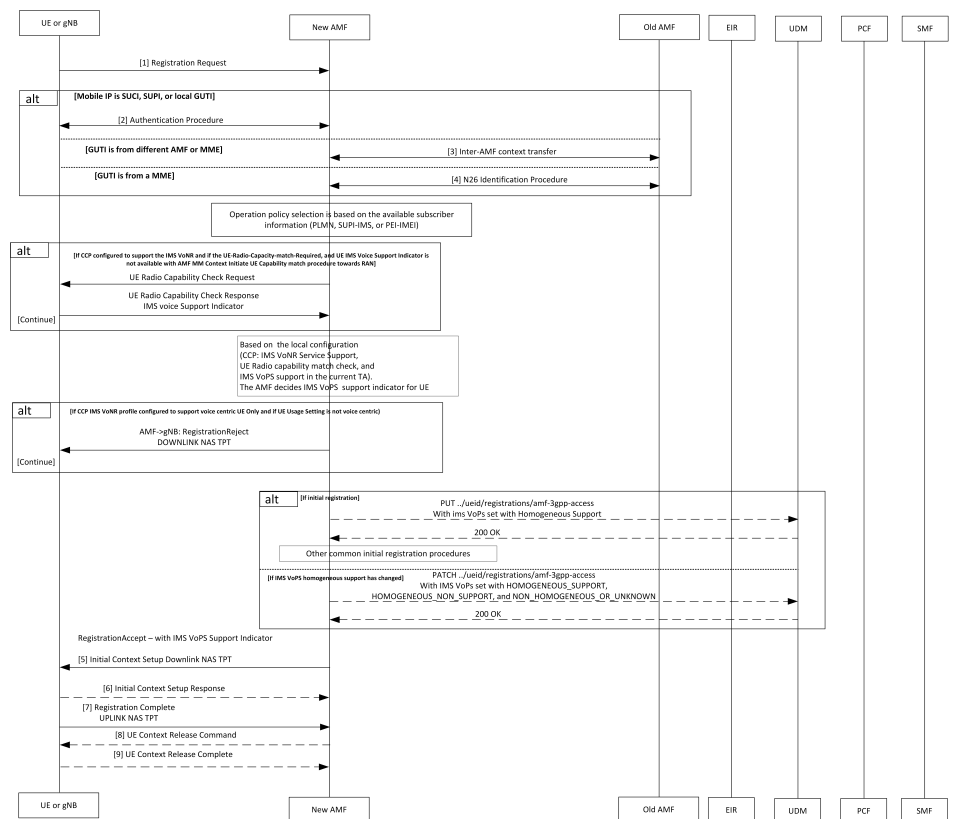 UE or gNB
New AMF
Old AMF
EIR
UDM
PCF
SMF
[1] Registration Request
alt
[Mobile IP is SUCI, SUPI, or local GUTI]
[2] Authentication Procedure
[GUTI is from different AMF or MME]
[3] Inter-AMF context transfer
[GUTI is from a MME]
[4] N26 Identification Procedure
Operation policy selection is based on the available subscriber
information (PLMN, SUPI-IMS, or PEI-IMEI)
alt
[If CCP configured to support the IMS VoNR and if the UE-Radio-Capacity-match-Required, and UE IMS Voice Support Indicator is
not available with AMF MM Context Initiate UE Capability match procedure towards RAN]
UE Radio Capability Check Request
UE Radio Capability Check Response
IMS voice Support Indicator
[Continue]
Based on the local configuration
(CCP: IMS VoNR Service Support,
UE Radio capability match check, and
IMS VoPS support in the current TA).
The AMF decides IMS VoPS support indicator for UE
alt
[If CCP IMS VoNR profile configured to support voice centric UE Only and if UE Usage Setting is not voice centric)
AMF->gNB: RegistrationReject
DOWNLINK NAS TPT
[Continue]
alt
[If initial registration]
PUT ../ueid/registrations/amf-3gpp-access
With ims VoPs set with Homogeneous Support
200 OK
Other common initial registration procedures
[If IMS VoPS homogeneous support has changed]
PATCH ../ueid/registrations/amf-3gpp-access
With IMS VoPs set with HOMOGENEOUS_SUPPORT,
HOMOGENEOUS_NON_SUPPORT, and NON_HOMOGENEOUS_OR_UNKNOWN
200 OK
RegistrationAccept – with IMS VoPS Support Indicator
[5] Initial Context Setup Downlink NAS TPT
[6] Initial Context Setup Response
[7] Registration Complete
UPLINK NAS TPT
[8] UE Context Release Command
[9] UE Context Release Complete
UE or gNB
New AMF
Old AMF
EIR
UDM
PCF
SMF